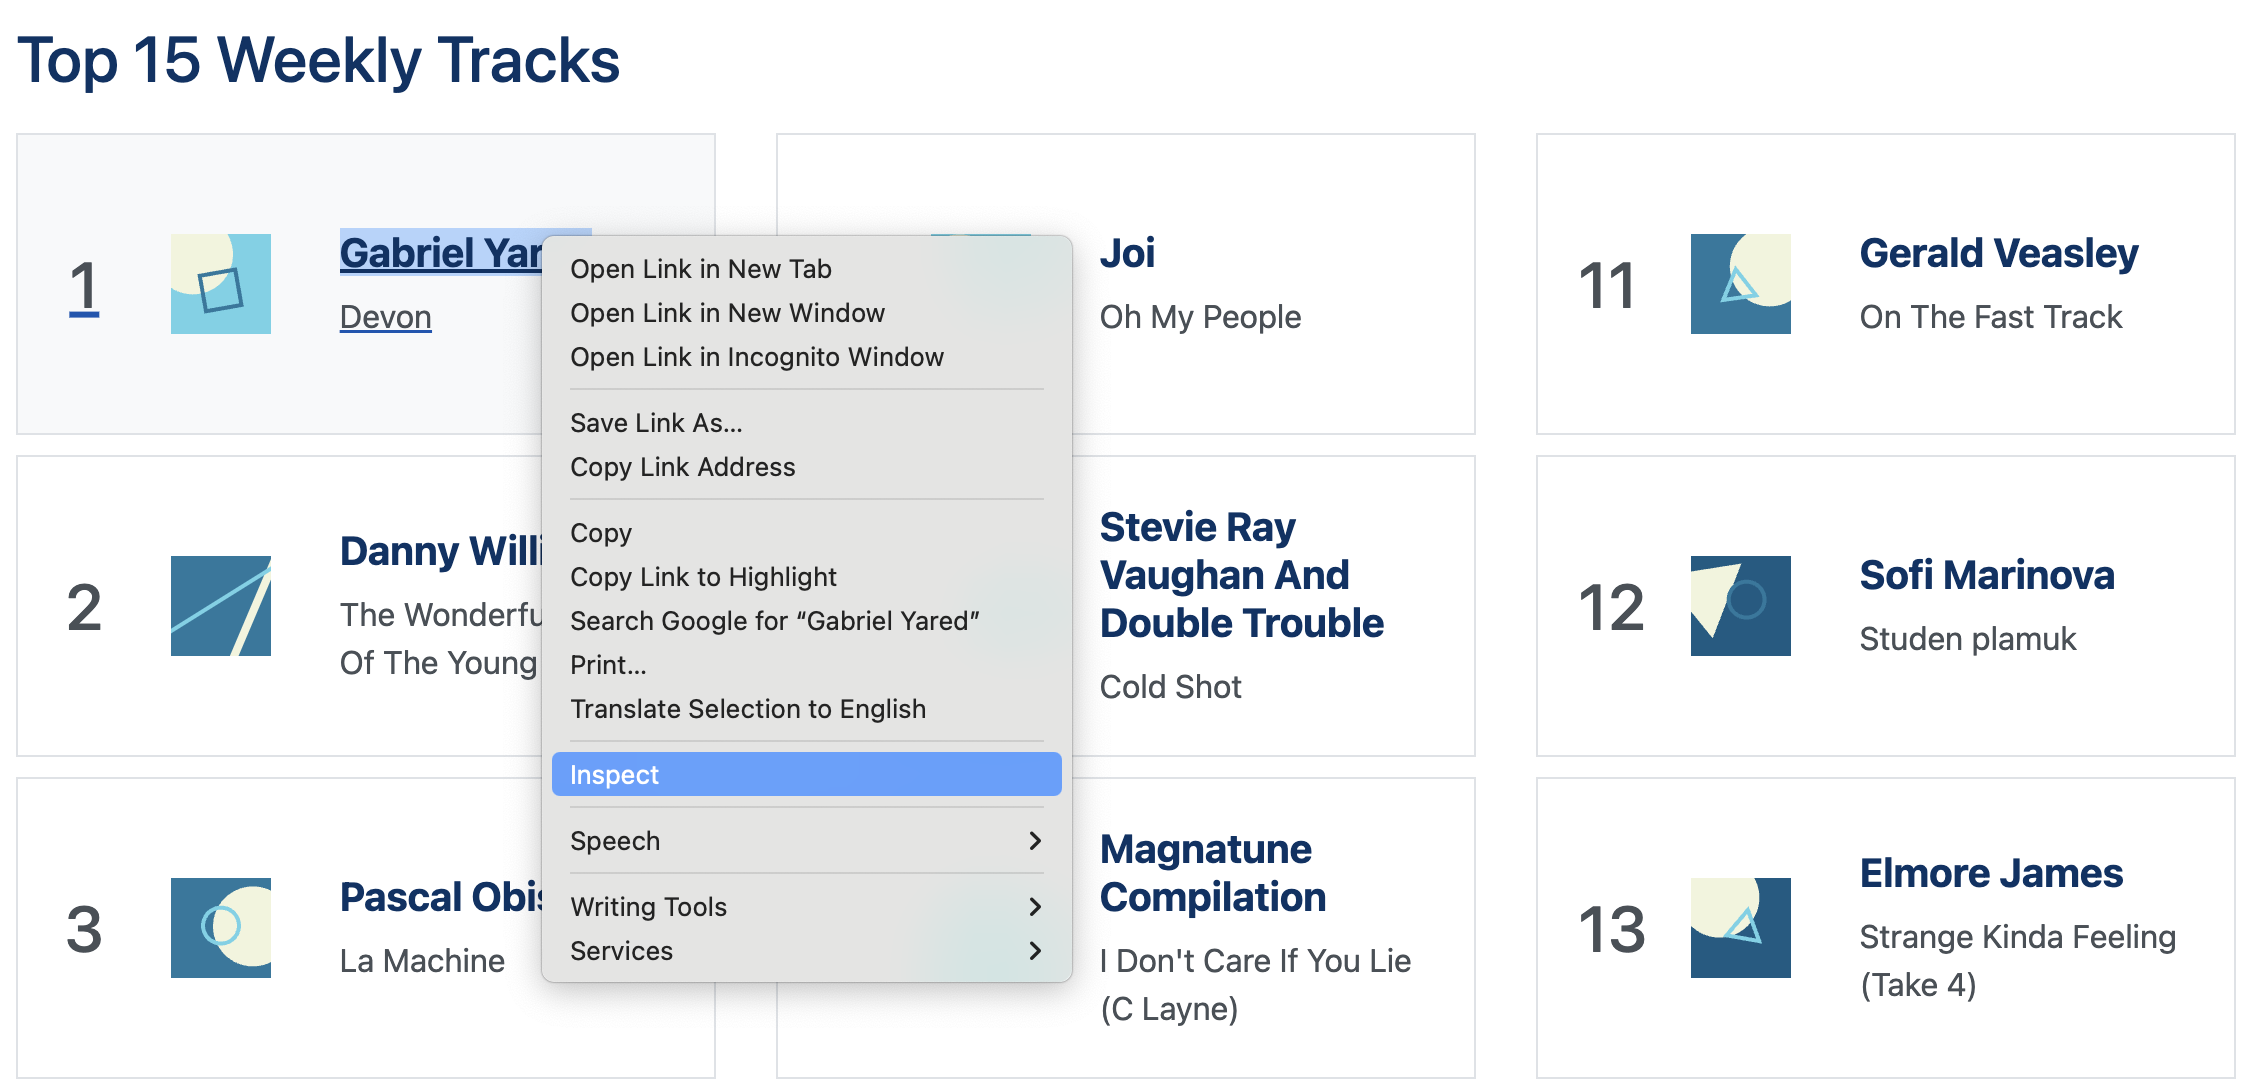 Top 15 Weekly Tracks
1
Gabriel Yar
Devon
2
Danny Willi
The Wonderfu
Of The Young
3
Pascal Obis
La Machine
Open Link in New Tab
Open Link in New Window
Open Link in Incognito Window
Save Link As...
Copy Link Address
Copy
Copy Link to Highlight
Search Google for “Gabriel Yared”
Print...
Translate Selection to English
Inspect
Speech
Writing Tools
Services
Joi
Oh My People
Stevie Ray
Vaughan And
Double Trouble
Cold Shot
Magnatune
Compilation
I Don't Care If You Lie
(C Layne)
11
Gerald Veasley
On The Fast Track
12
Sofi Marinova
Studen plamuk
13
Elmore James
Strange Kinda Feeling
(Take 4)